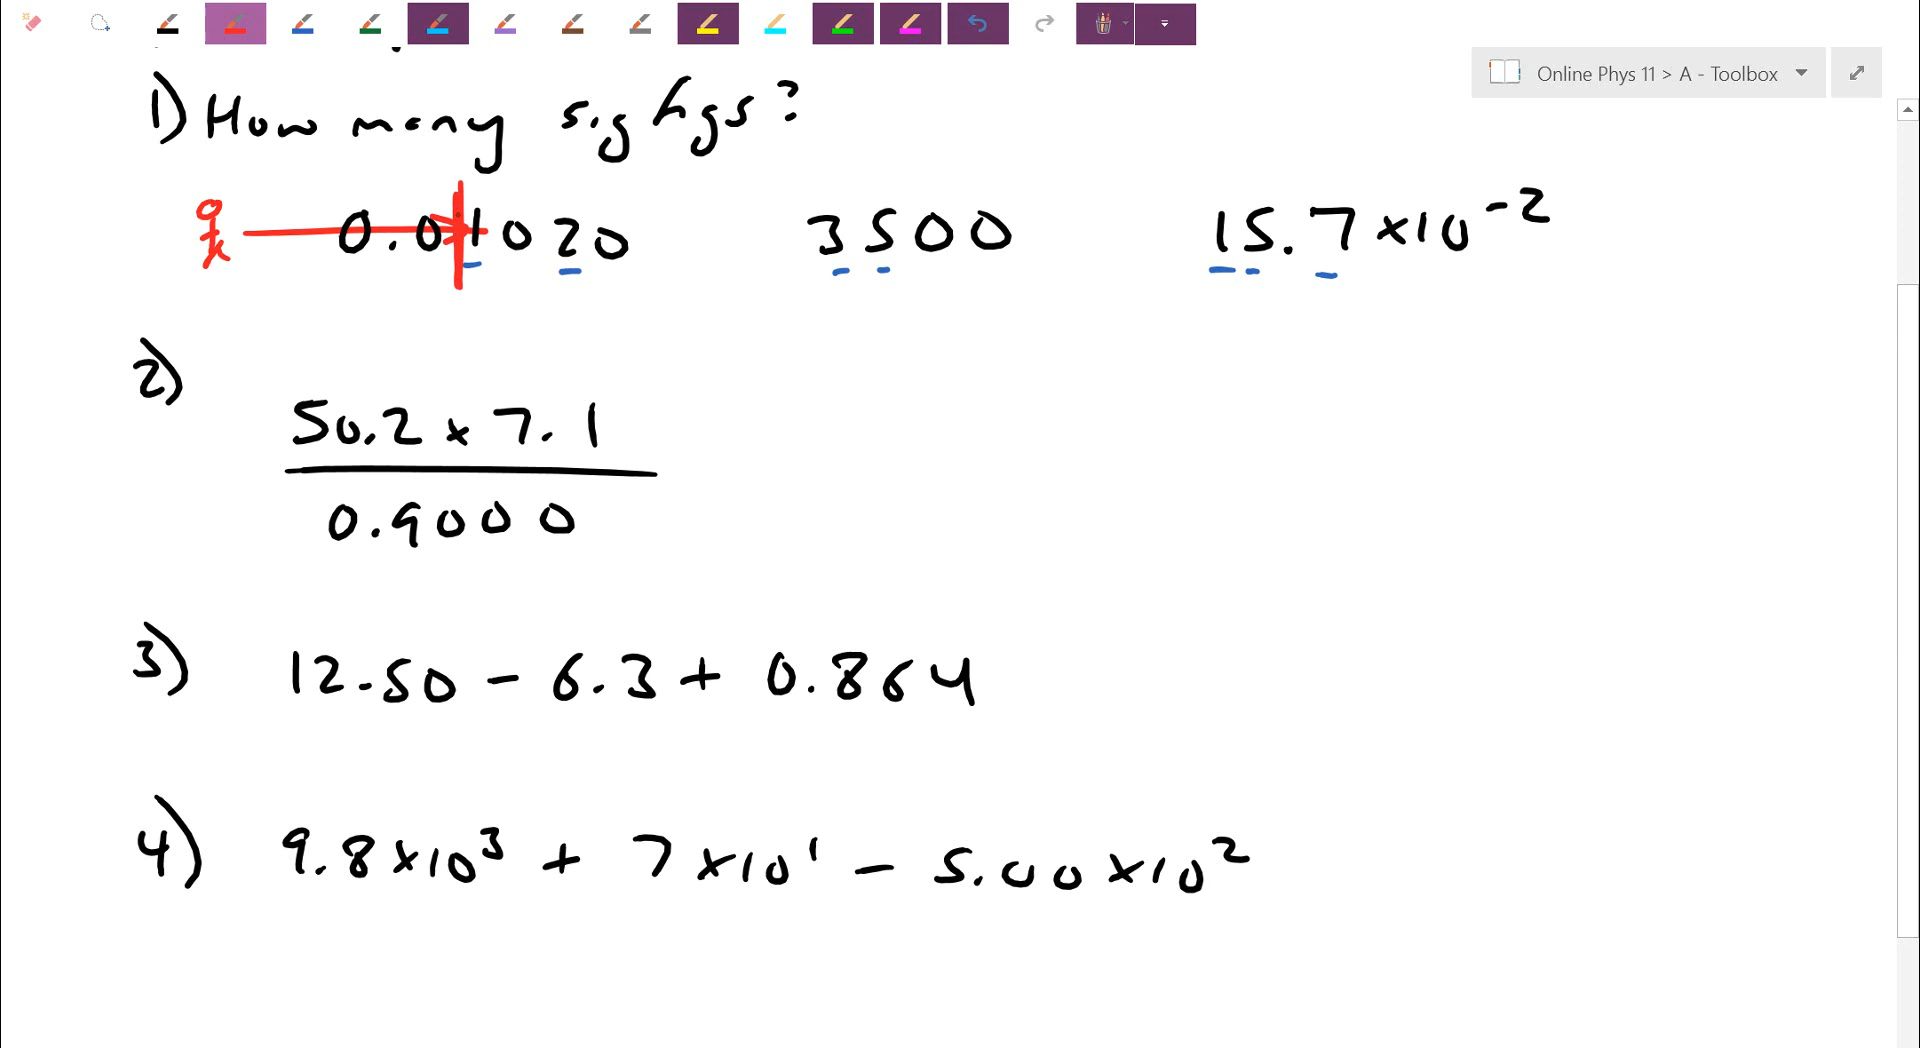 Online Phys 11 > A - Toolbox
1) How many sig figs?
0.01020 3500 15.7 x 10⁻²
2)
50.2 x 7.1
0.9000
3) 12.50 - 6.3 + 0.864
4) 9.8 x 10³ + 7 x 10¹ - 5.00 x 10²